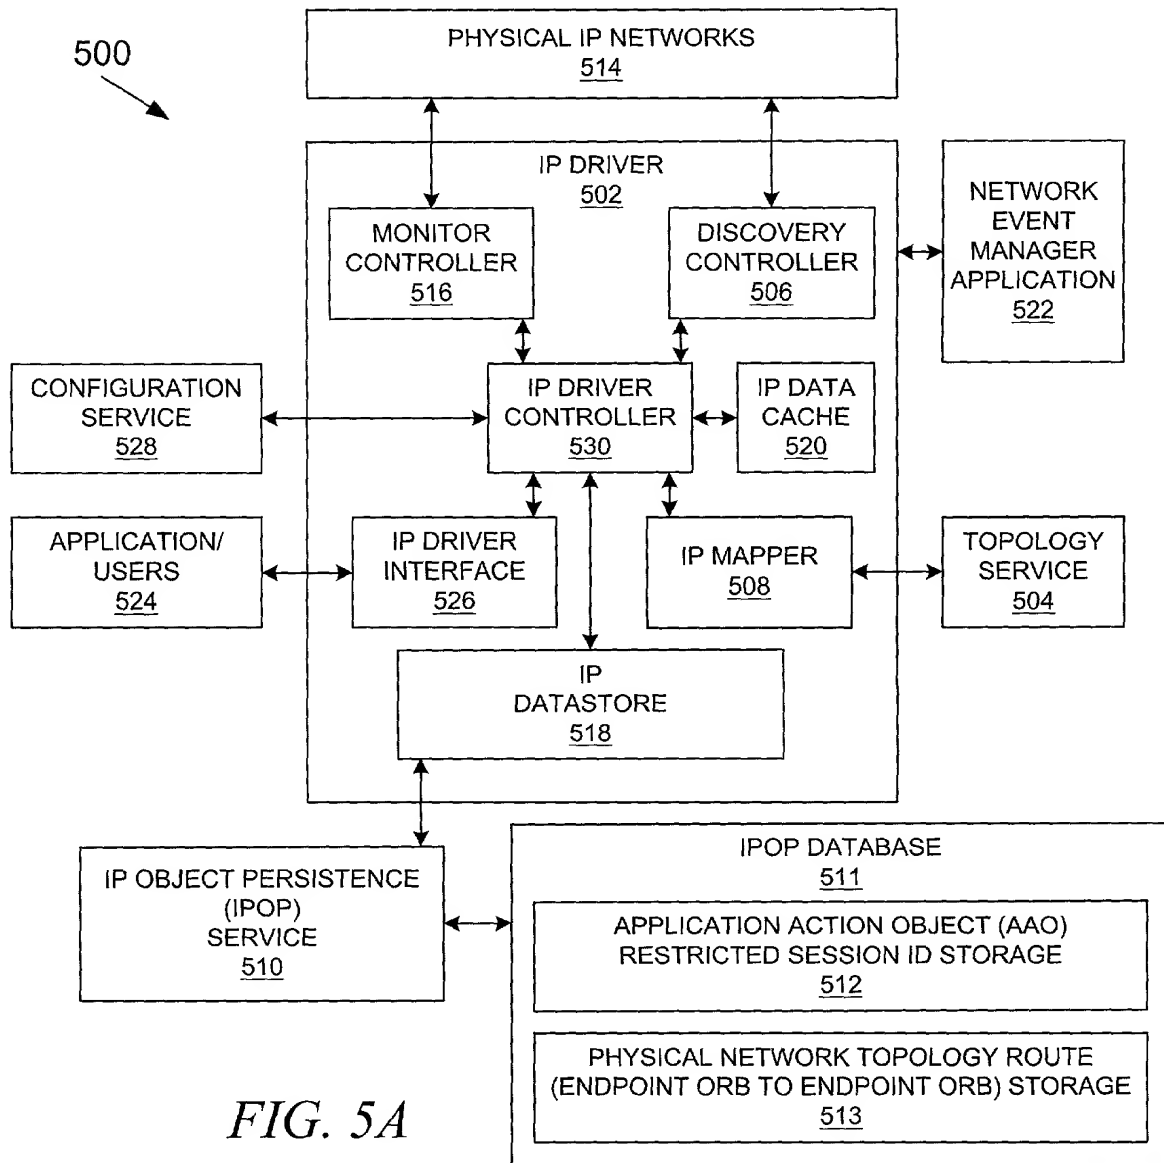 500
PHYSICAL IP NETWORKS
514
IP DRIVER
502
MONITOR
CONTROLLER
516
DISCOVERY
CONTROLLER
506
NETWORK
EVENT
MANAGER
APPLICATION
522
CONFIGURATION
SERVICE
528
IP DRIVER
CONTROLLER
530
IP DATA
CACHE
520
APPLICATION/
USERS
524
IP DRIVER
INTERFACE
526
IP MAPPER
508
TOPOLOGY
SERVICE
504
IP
DATASTORE
518
IP OBJECT PERSISTENCE
(IPOP)
SERVICE
510
IPOP DATABASE
511
APPLICATION ACTION OBJECT (AAO)
RESTRICTED SESSION ID STORAGE
512
PHYSICAL NETWORK TOPOLOGY ROUTE
(ENDPOINT ORB TO ENDPOINT ORB) STORAGE
513
FIG. 5A